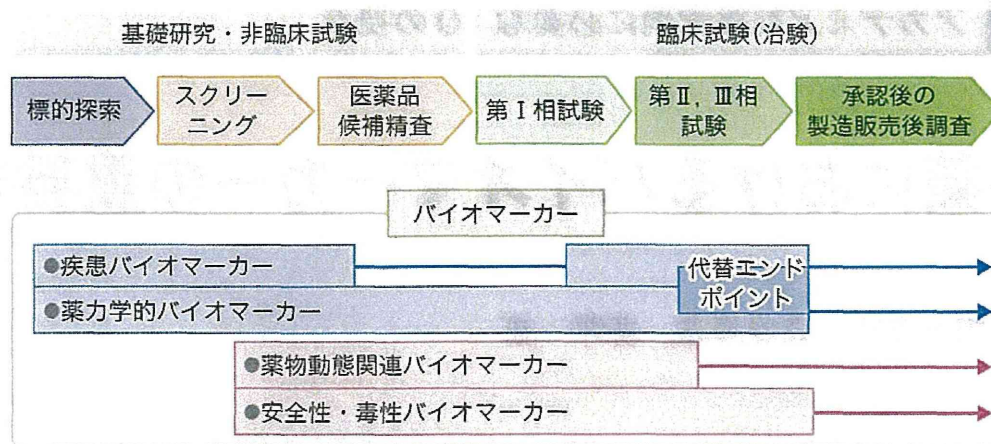 基礎研究・非臨床試験
臨床試験(治験)
標的探索
スクリー
ニング
医薬品
候補精査
第Ⅰ相試験
第Ⅱ，Ⅲ相
試験
承認後の
製造販売後調査
バイオマーカー
●疾患バイオマーカー
代替エンド
ポイント
●薬力学的バイオマーカー
●薬物動態関連バイオマーカー
●安全性・毒性バイオマーカー